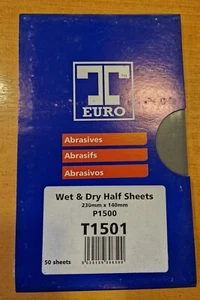 T
EURO
Abrasives
Abrasifs
Abrasivos
Wet & Dry Half Sheets
230mm x 140mm
P1500
T1501
50 sheets